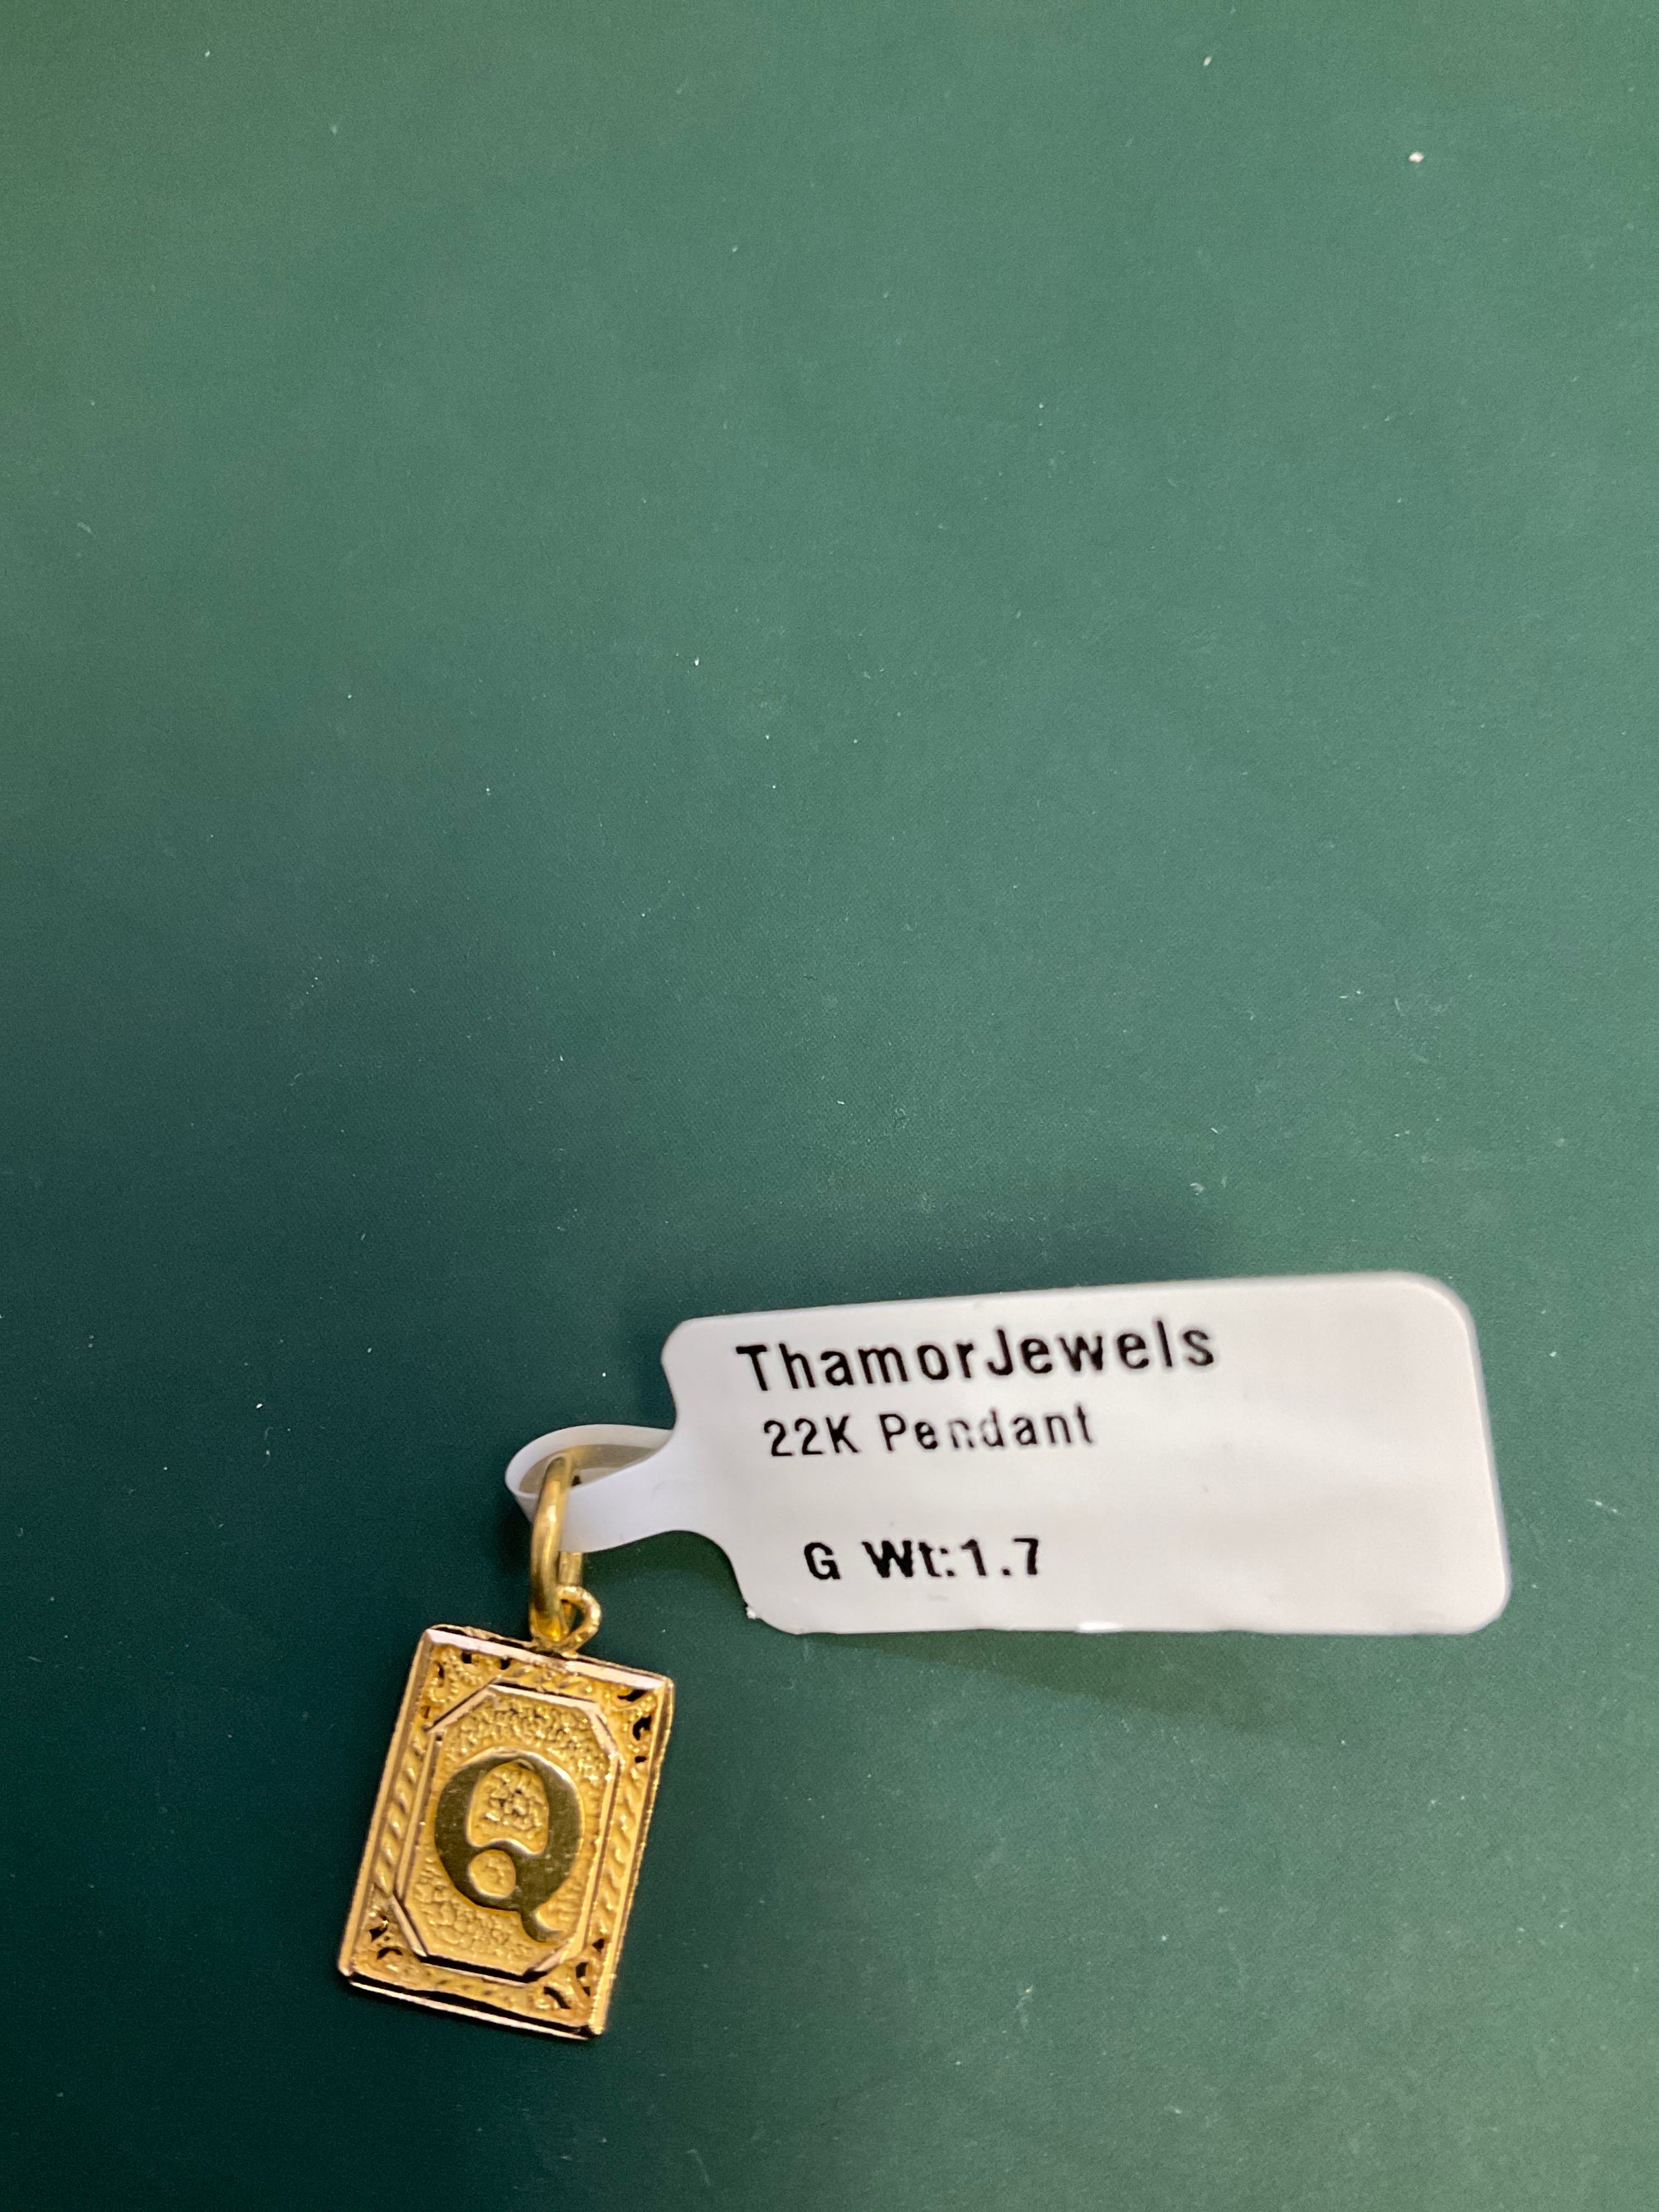 ThamorJewels
22K Pendant
G Wt:1.7
Q